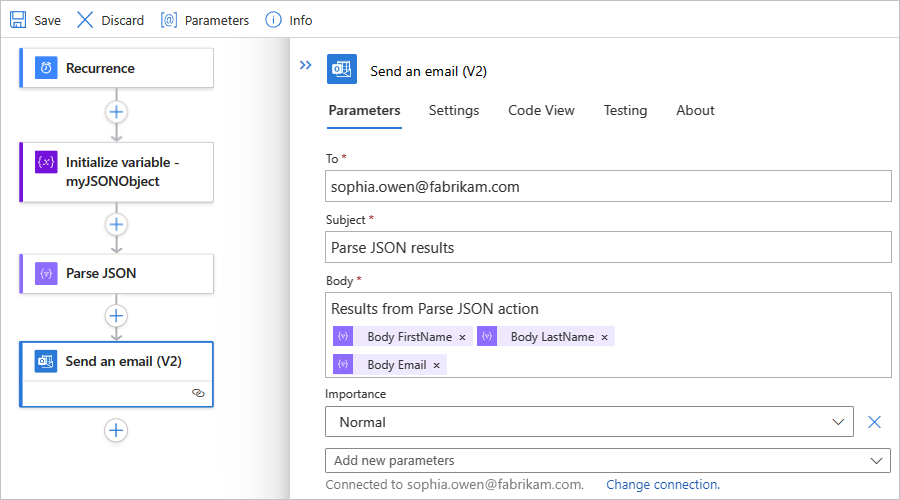 Save Discard Parameters Info
Recurrence
Initialize variable -
myJSONObject
Parse JSON
Send an email (V2)
Send an email (V2)
Parameters Settings Code View Testing About
To *
sophia.owen@fabrikam.com
Subject *
Parse JSON results
Body *
Results from Parse JSON action
Body FirstName × Body LastName ×
Body Email ×
Importance
Normal
Add new parameters
Connected to sophia.owen@fabrikam.com. Change connection.